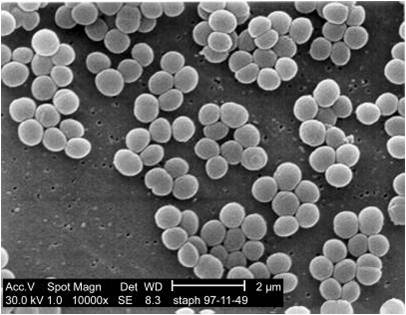 Acc.V Spot Magn Det WD 2 µm
30.0 kV 1.0 10000x SE 8.3 staph 97-11-49